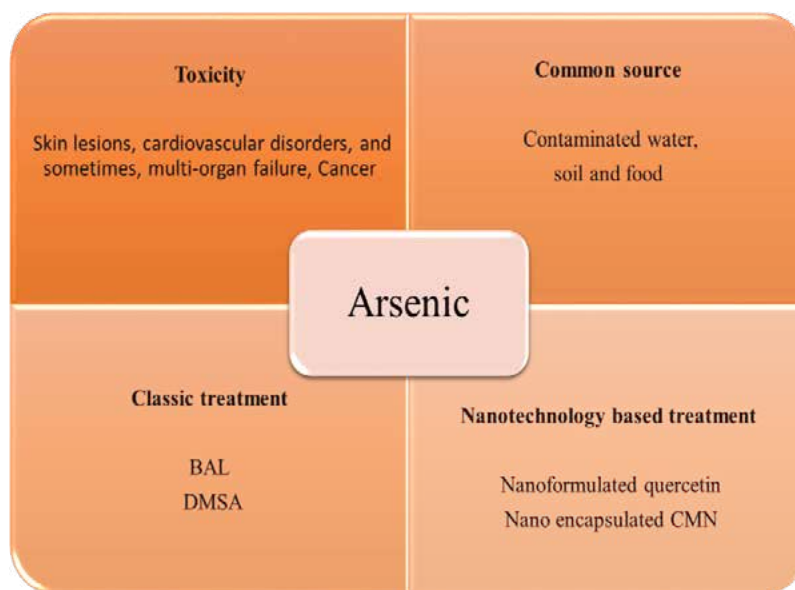 Toxicity
Skin lesions, cardiovascular disorders, and
sometimes, multi-organ failure, Cancer
Common source
Contaminated water,
soil and food
Arsenic
Classic treatment
BAL
DMSA
Nanotechnology based treatment
Nanoformulated quercetin
Nano encapsulated CMN